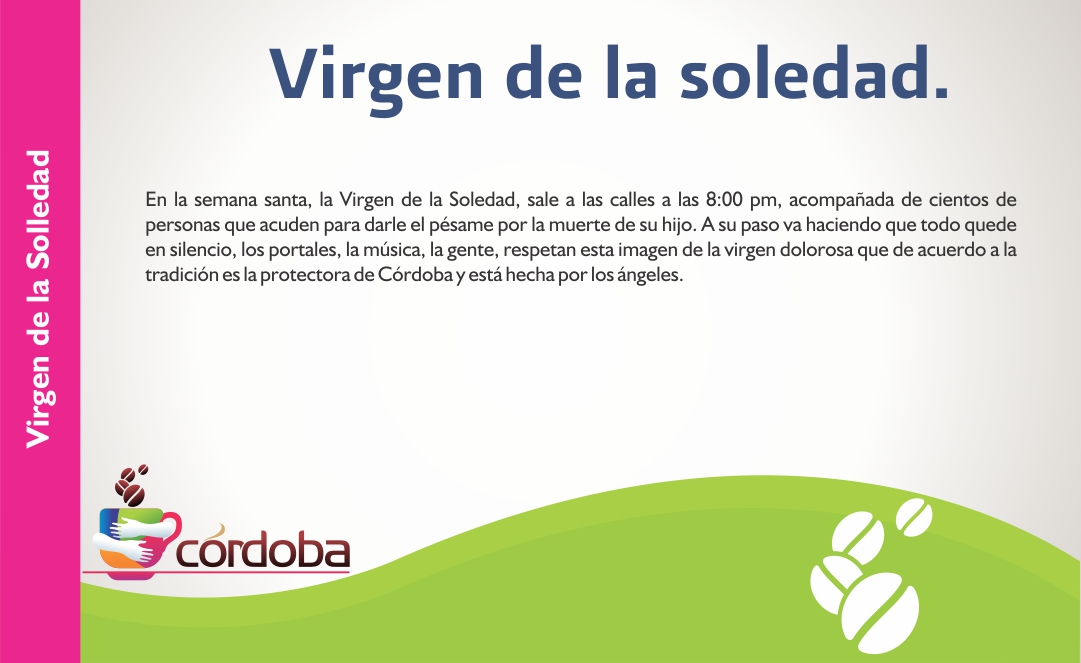 Virgen de la soledad.
Virgen de la Solledad
En la semana santa, la Virgen de la Soledad, sale a las calles a las 8:00 pm, acompañada de cientos de
personas que acuden para darle el pésame por la muerte de su hijo. A su paso va haciendo que todo quede
en silencio, los portales, la música, la gente, respetan esta imagen de la virgen dolorosa que de acuerdo a la
tradición es la protectora de Córdoba y está hecha por los ángeles.
córdoba